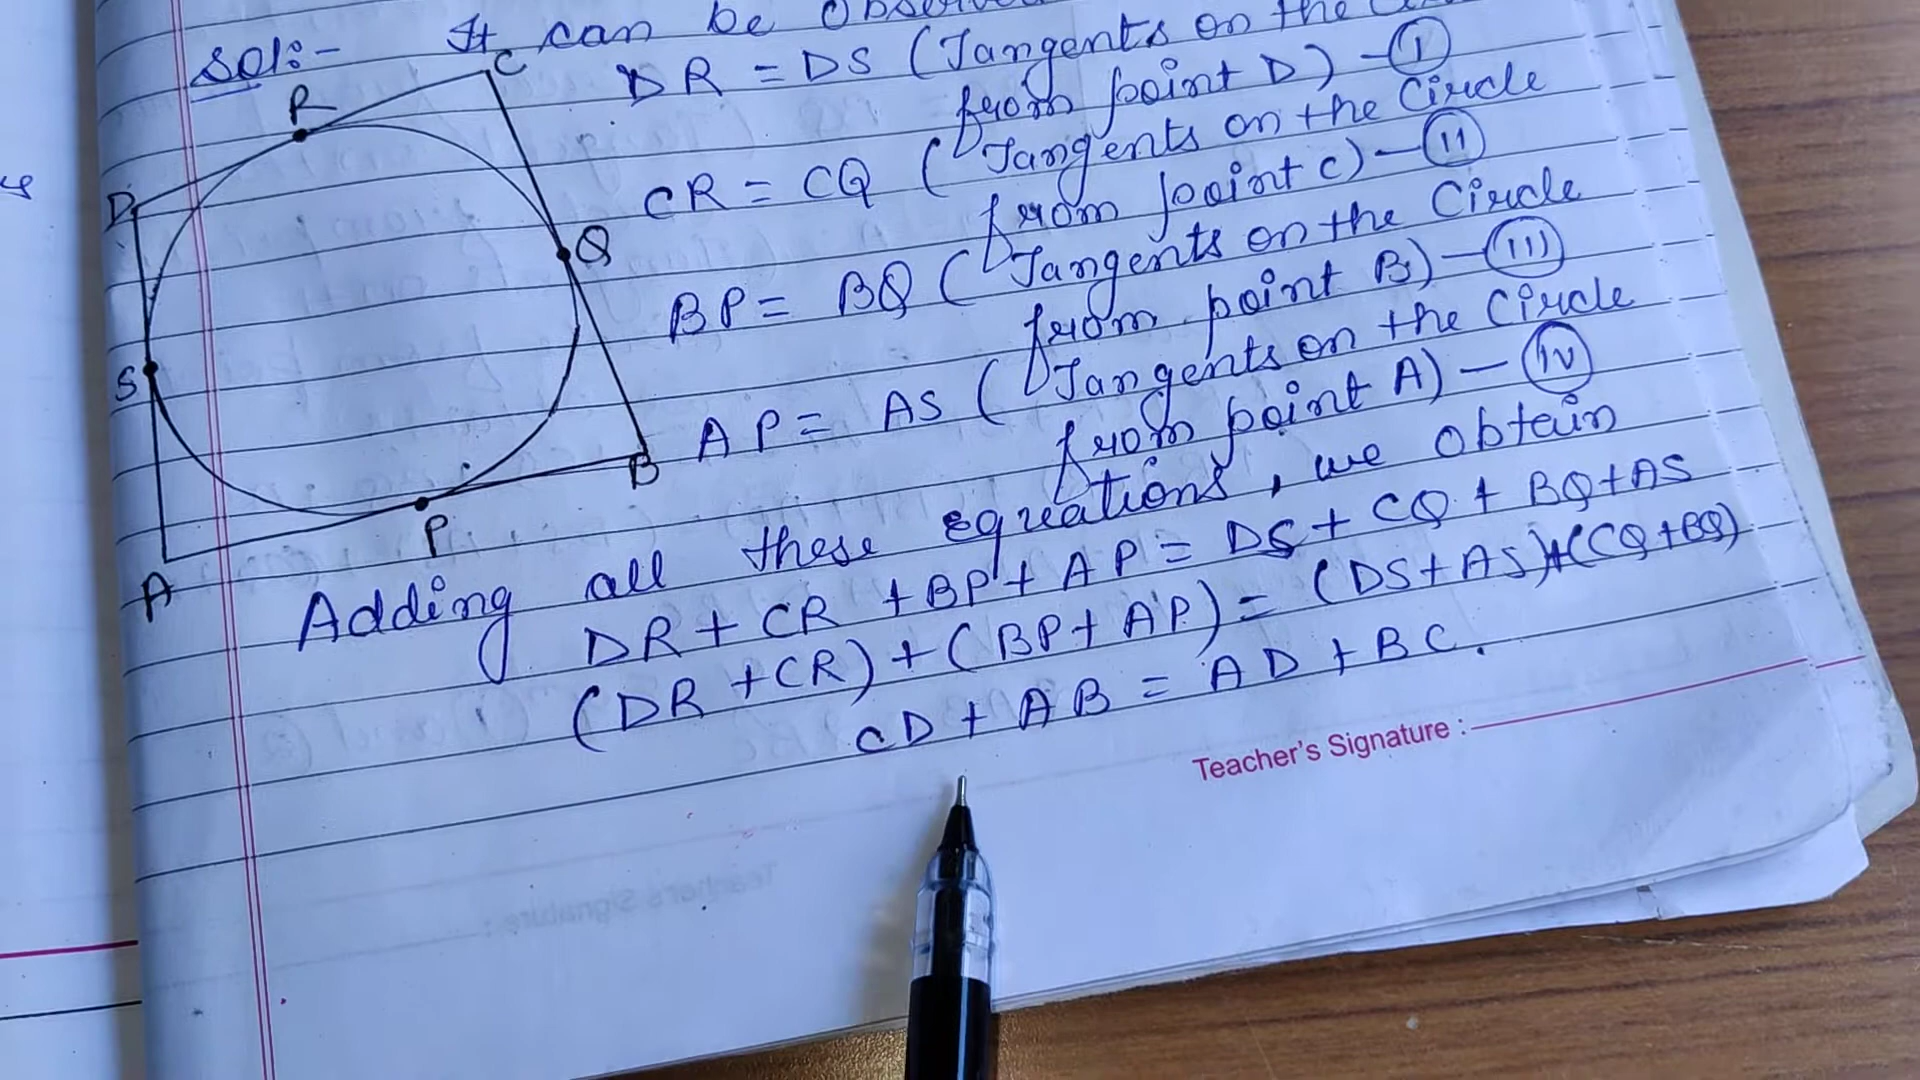 Sol:- It can be Observed
DR = DS (Tangents on the
from point D) - (I)
CR = CQ (Tangents on the Circle
from point C) - (II)
BP = BQ (Tangents on the Circle
from point B) - (III)
AP = AS (Tangents on the Circle
from point A) - (IV)
Adding all these equations, we obtain
DR + CR + BP + AP = DS + CQ + BQ + AS
(DR + CR) + (BP + AP) = (DS + AS) + (CQ + BQ)
CD + AB = AD + BC.
C
R
D
Q
S
B
P
A
Teacher's Signature :